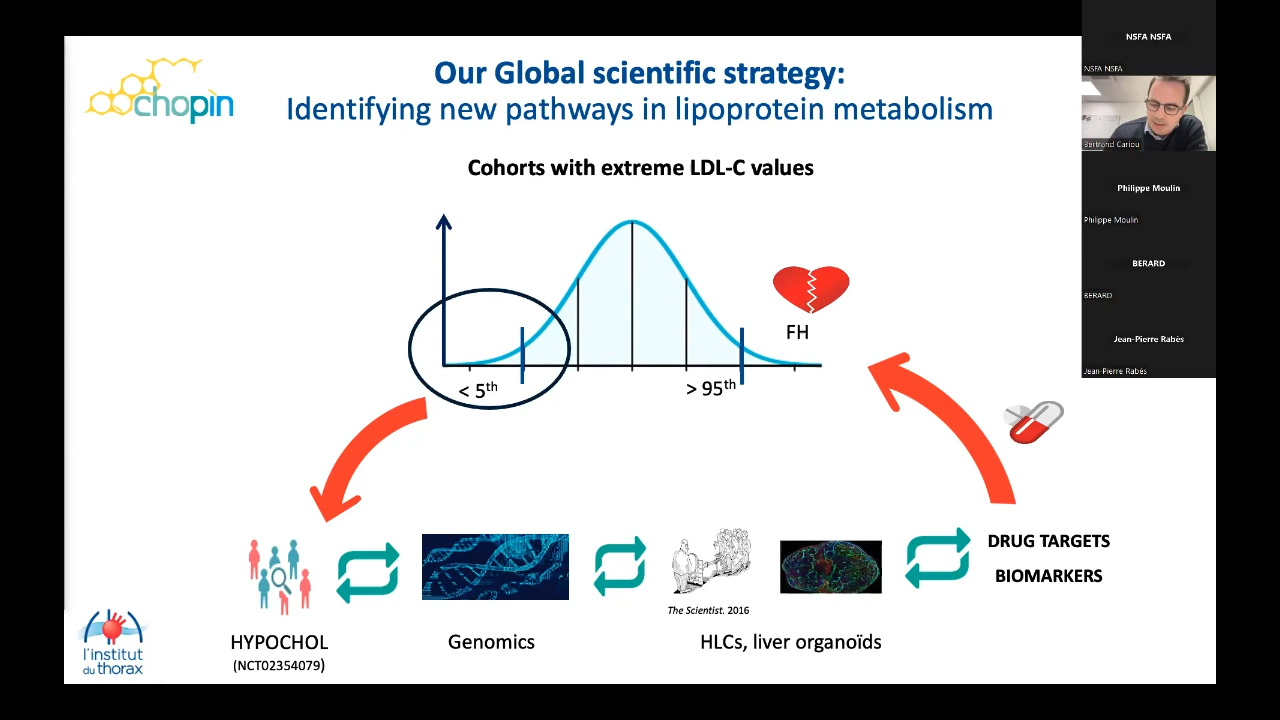 chopin
Our Global scientific strategy:
Identifying new pathways in lipoprotein metabolism
Cohorts with extreme LDL-C values
FH
< 5th
> 95th
DRUG TARGETS
BIOMARKERS
The Scientist. 2016
HYPOCHOL
(NCT02354079)
Genomics
HLCs, liver organoïds
l'institut
du thorax
NSFA NSFA
NSFA NSFA
Bertrand Cariou
Philippe Moulin
Philippe Moulin
BERARD
BERARD
Jean-Pierre Rabès
Jean-Pierre Rabès